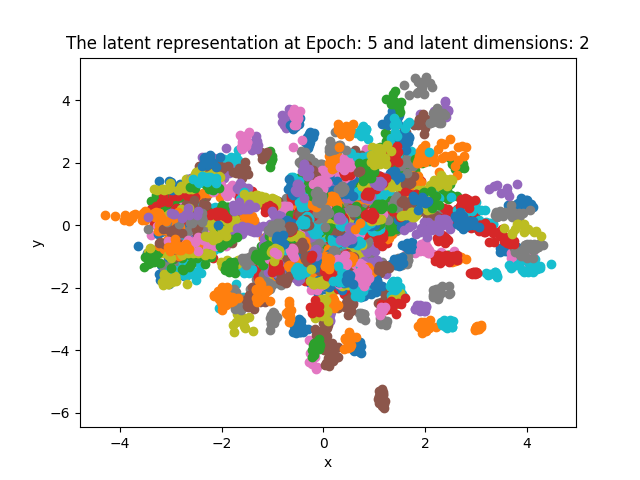 The latent representation at Epoch: 5 and latent dimensions: 2
4
2
0
−2
−4
−6
y
−4 −2 0 2 4
x